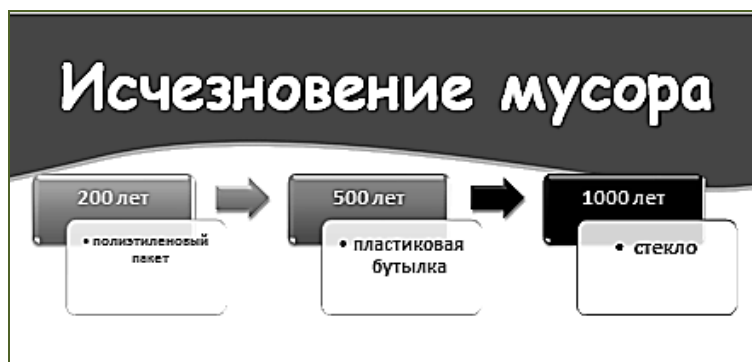 Исчезновение мусора
200 лет
• полиэтиленовый
пакет
500 лет
• пластиковая
бутылка
1000 лет
• стекло